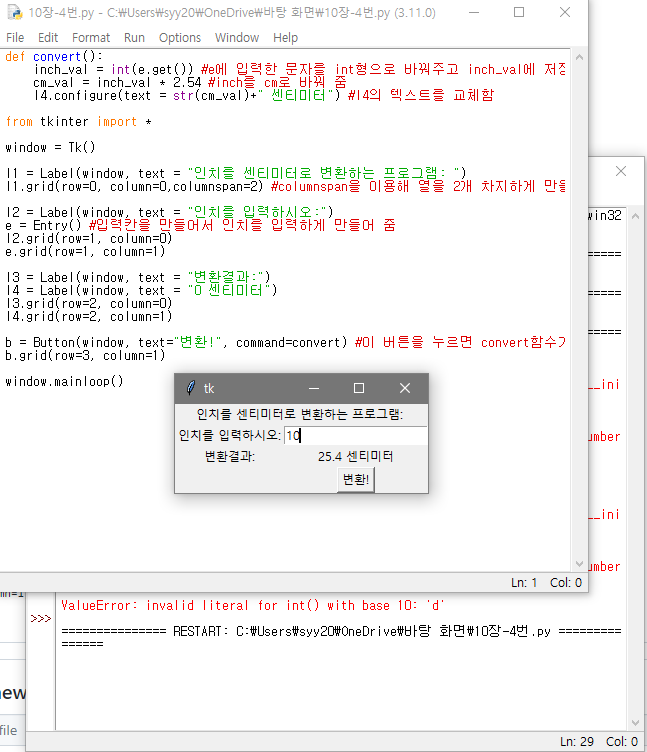 10장-4번.py - C:\Users\syy20\OneDrive\바탕 화면\10장-4번.py (3.11.0)
File Edit Format Run Options Window Help
def convert():
    inch_val = int(e.get()) #e에 입력한 문자를 int형으로 바꿔주고 inch_val에 저장
    cm_val = inch_val * 2.54 #inch를 cm로 바꿔 줌
    l4.configure(text = str(cm_val)+" 센티미터") #l4의 텍스트를 교체함
from tkinter import *
window = Tk()
l1 = Label(window, text = "인치를 센티미터로 변환하는 프로그램: ")
l1.grid(row=0, column=0,columnspan=2) #columnspan을 이용해 열을 2개 차지하게 만들
l2 = Label(window, text = "인치를 입력하시오:")
e = Entry() #입력칸을 만들어서 인치를 입력하게 만들어 줌
l2.grid(row=1, column=0)
e.grid(row=1, column=1)
l3 = Label(window, text = "변환결과:")
l4 = Label(window, text = "0 센티미터")
l3.grid(row=2, column=0)
l4.grid(row=2, column=1)
b = Button(window, text="변환!", command=convert) #이 버튼을 누르면 convert함수가
b.grid(row=3, column=1)
window.mainloop()
tk
인치를 센티미터로 변환하는 프로그램:
인치를 입력하시오: 10
변환결과: 25.4 센티미터
변환!
Ln: 1 Col: 0
win32
=====
=====
=====
__ini
number
__ini
number
ValueError: invalid literal for int() with base 10: 'd'
>>>
=============== RESTART: C:\Users\syy20\OneDrive\바탕 화면\10장-4번.py =========
======
Ln: 29 Col: 0
new
file